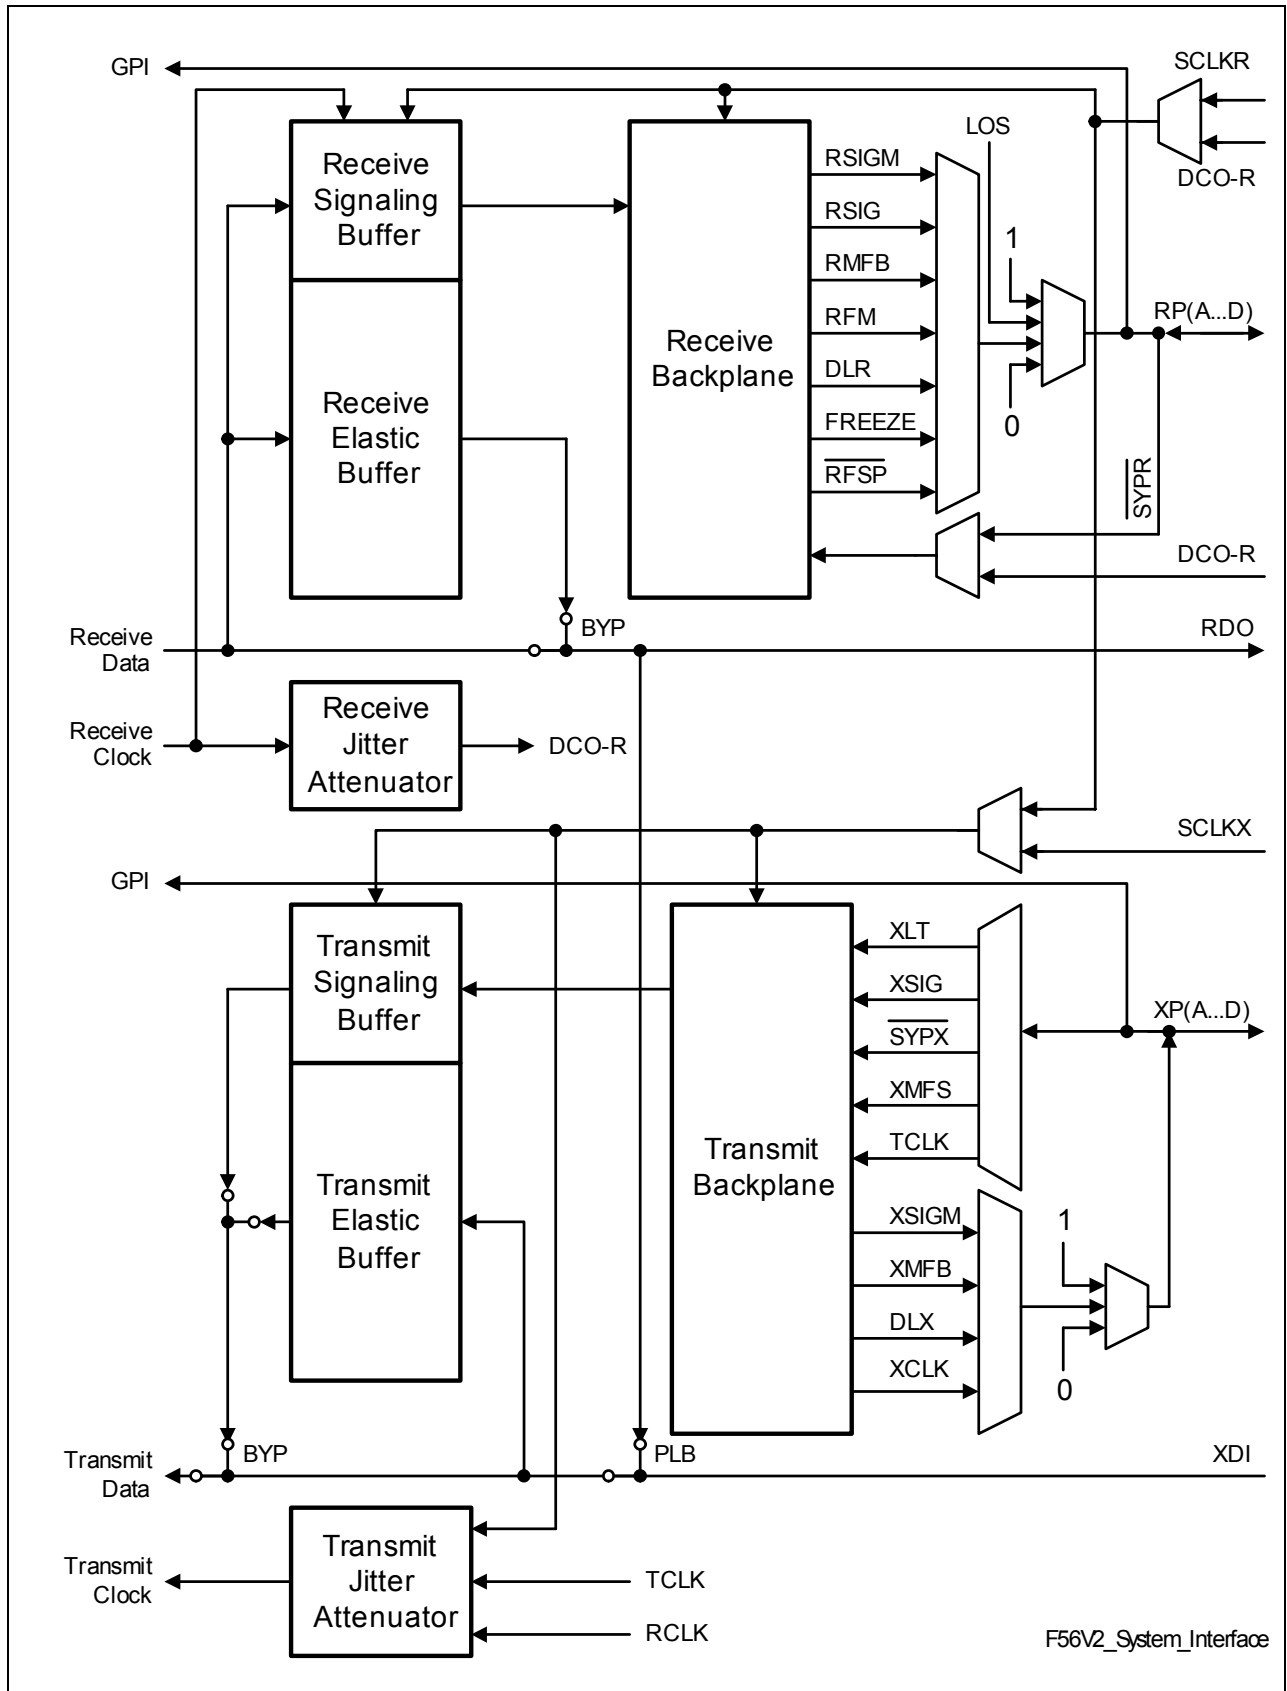 GPI
SCLKR
LOS
DCO-R
Receive
Signaling
Buffer
RSIGM
RSIG
RMFB
RFM
DLR
FREEZE
RFSP
1
0
RP(A...D)
Receive
Backplane
Receive
Elastic
Buffer
SYPR
DCO-R
BYP
Receive
Data
RDO
Receive
Clock
Receive
Jitter
Attenuator
DCO-R
SCLKX
GPI
Transmit
Signaling
Buffer
XLT
XSIG
SYPX
XMFS
TCLK
XP(A...D)
Transmit
Backplane
Transmit
Elastic
Buffer
XSIGM
XMFB
DLX
XCLK
1
0
Transmit
Data
BYP
PLB
XDI
Transmit
Clock
Transmit
Jitter
Attenuator
TCLK
RCLK
F56V2_System_Interface